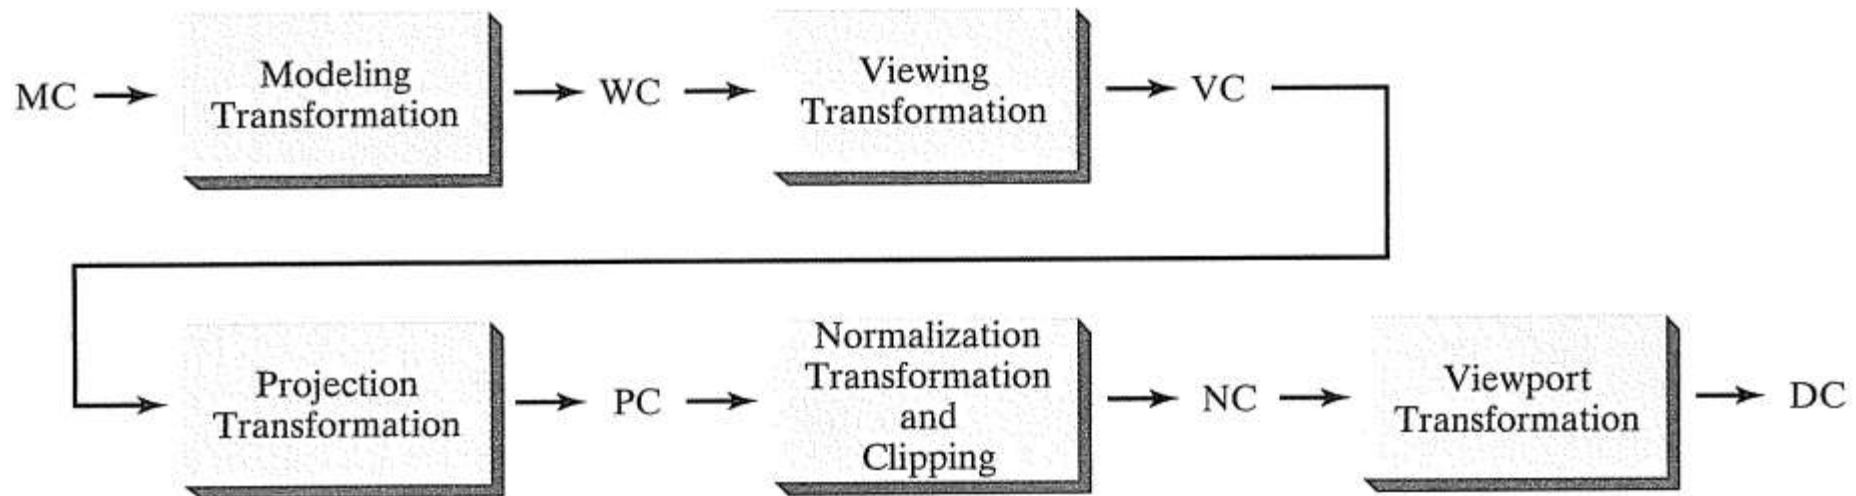 MC
Modeling
Transformation
WC
Viewing
Transformation
VC
Projection
Transformation
PC
Normalization
Transformation
and
Clipping
NC
Viewport
Transformation
DC